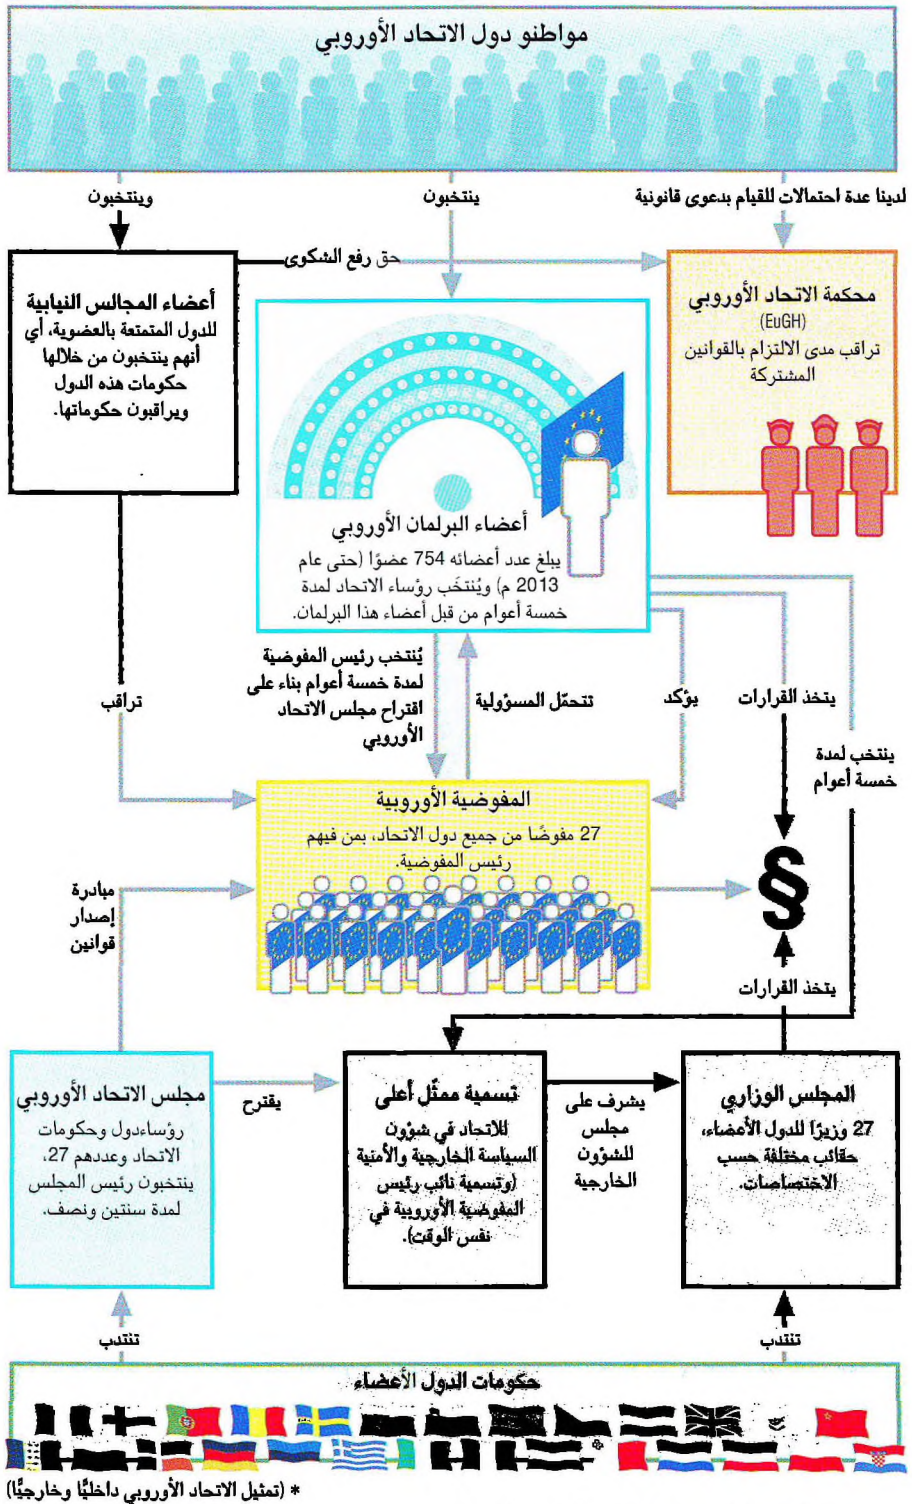 مواطنو دول الاتحاد الأوروبي
لدينا عدة احتمالات للقيام بدعوى قانونية
ينتخبون
وينتخبون
حق رفع الشكوى
محكمة الاتحاد الأوروبي
(EuGH)
تراقب مدى الالتزام بالقوانين
المشتركة
أعضاء المجالس النيابية
للدول المتمتعة بالعضوية، أي
أنهم ينتخبون من خلالها
حكومات هذه الدول
ويراقبون حكوماتها.
أعضاء البرلمان الأوروبي
يبلغ عدد أعضائه 754 عضوًا (حتى عام
2013 م) ويُنتخَب رؤساء الاتحاد لمدة
خمسة أعوام من قبل أعضاء هذا البرلمان.
يُنتخب رئيس المفوضية
لمدة خمسة أعوام بناء على
اقتراح مجلس الاتحاد
الأوروبي
تتحمّل المسؤولية
يؤكد
يتخذ القرارات
ينتخب لمدة
خمسة أعوام
تراقب
المفوضية الأوروبية
27 مفوضًا من جميع دول الاتحاد، بمن فيهم
رئيس المفوضية.
§
مبادرة
إصدار
قوانين
يتخذ القرارات
المجلس الوزاري
27 وزيرًا للدول الأعضاء،
حقائب مختلفة حسب
الاختصاصات.
يشرف على
مجلس
للشؤون
الخارجية
تسمية ممثّل أعلى
للاتحاد في شؤون
السياسة الخارجية والأمنية
(وتسمية نائب رئيس
المفوضية الأوروبية في
نفس الوقت).
يقترح
مجلس الاتحاد الأوروبي
رؤساءدول وحكومات
الاتحاد وعددهم 27،
ينتخبون رئيس المجلس
لمدة سنتين ونصف.
تنتدب
تنتدب
حكومات الدول الأعضاء
* (تمثيل الاتحاد الأوروبي داخليًّا وخارجيًّا)